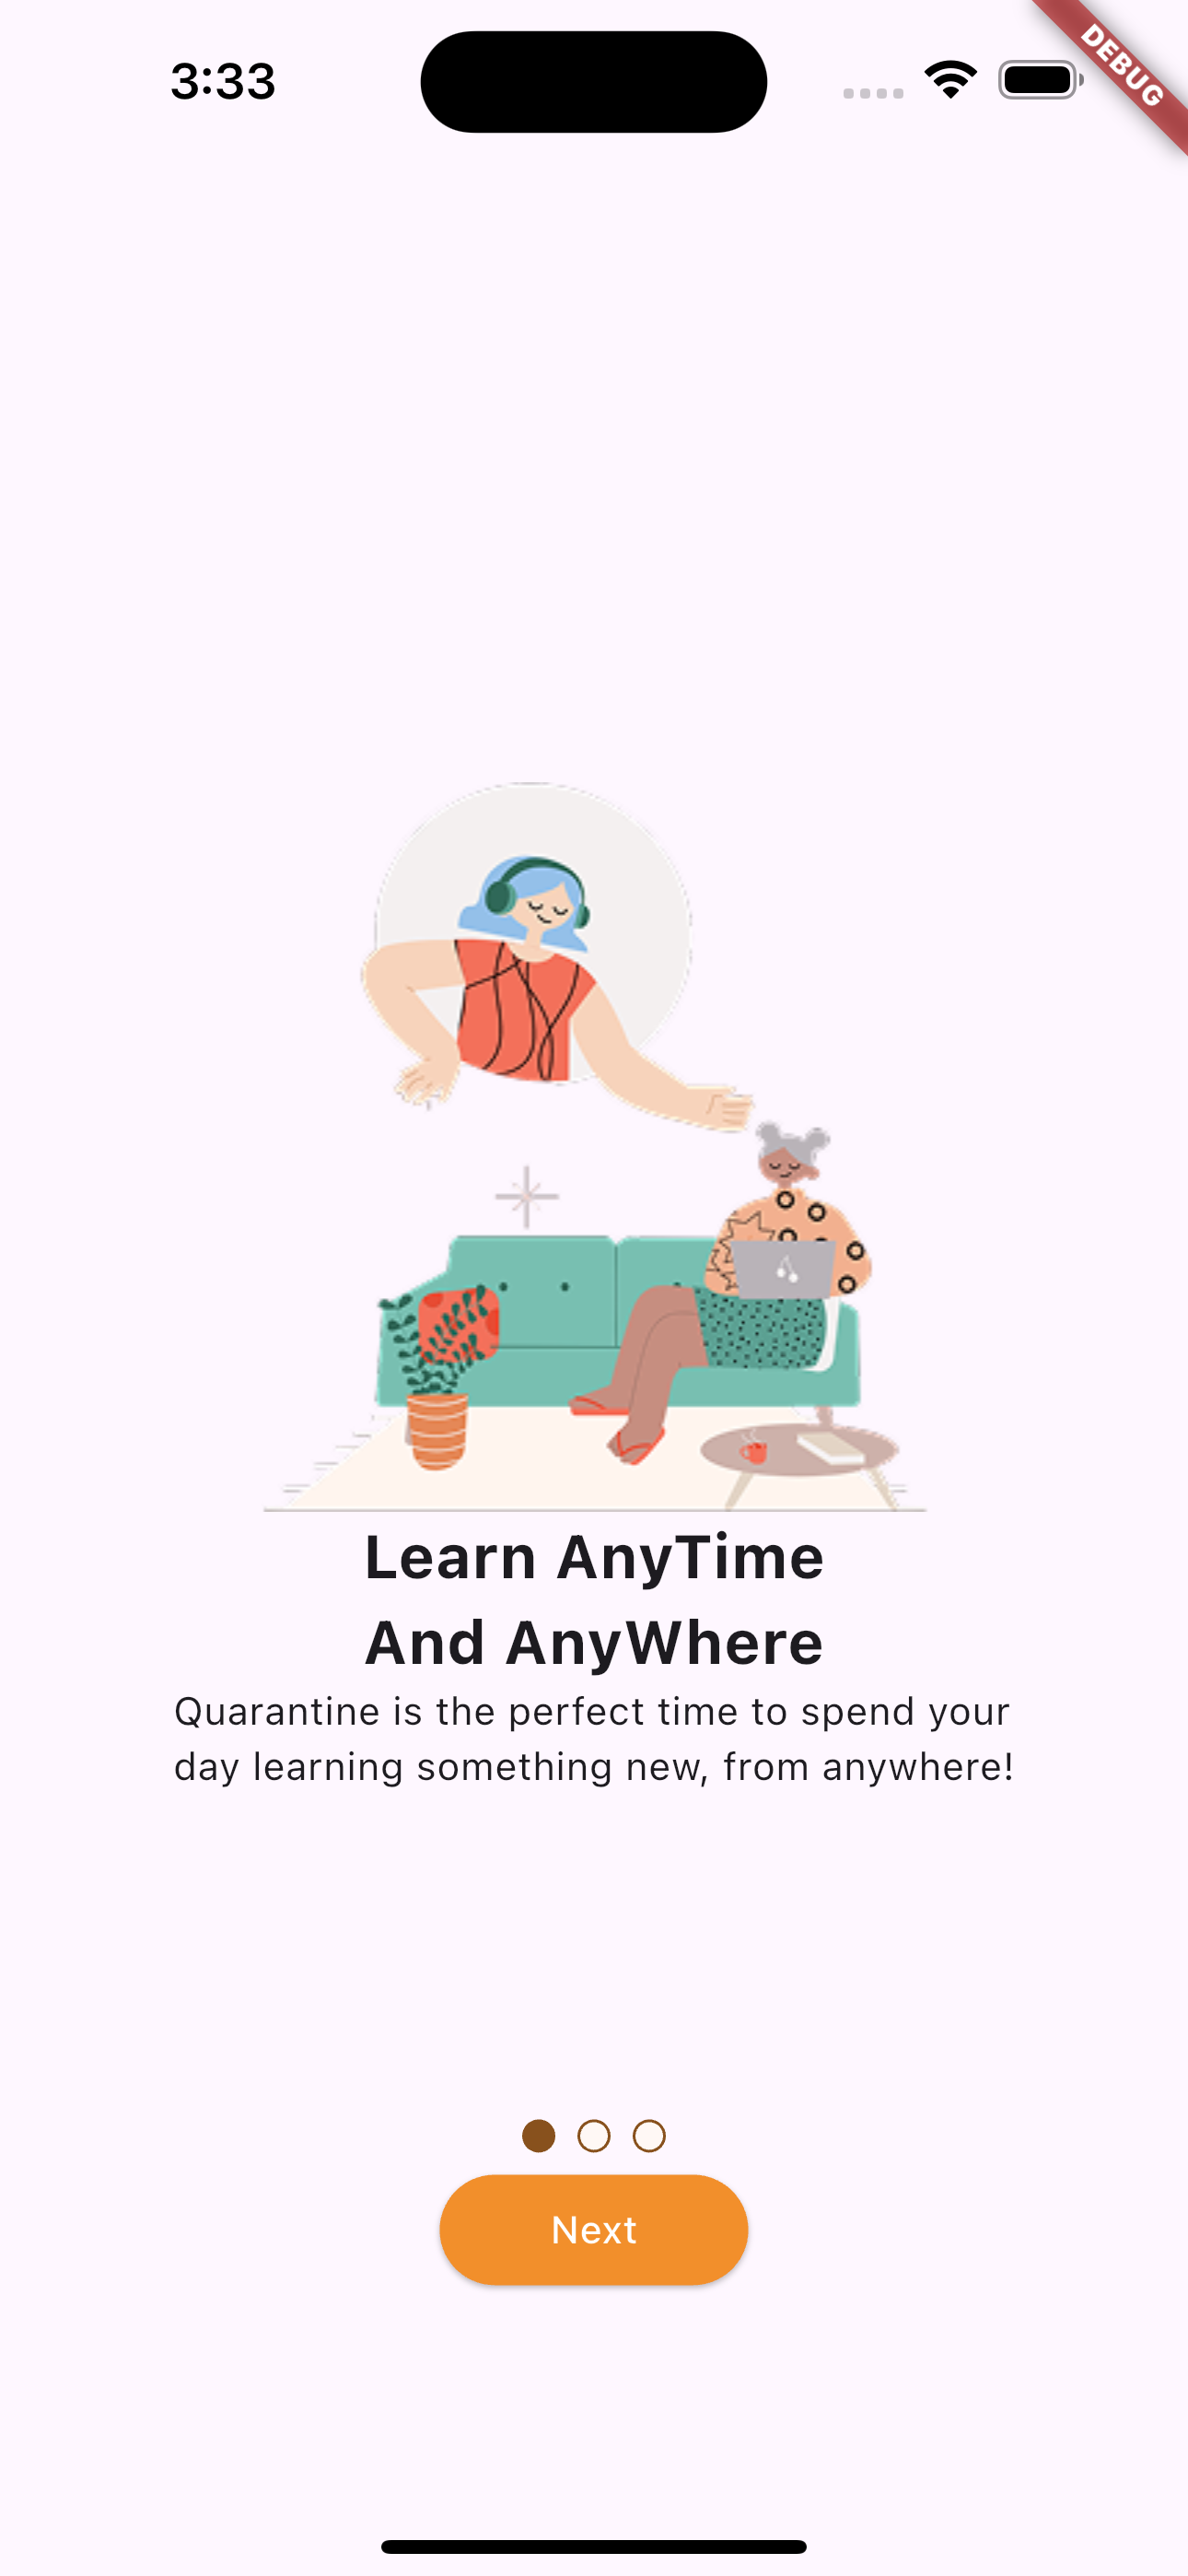 3:33
DEBUG
Learn AnyTime
And AnyWhere
Quarantine is the perfect time to spend your
day learning something new, from anywhere!
Next